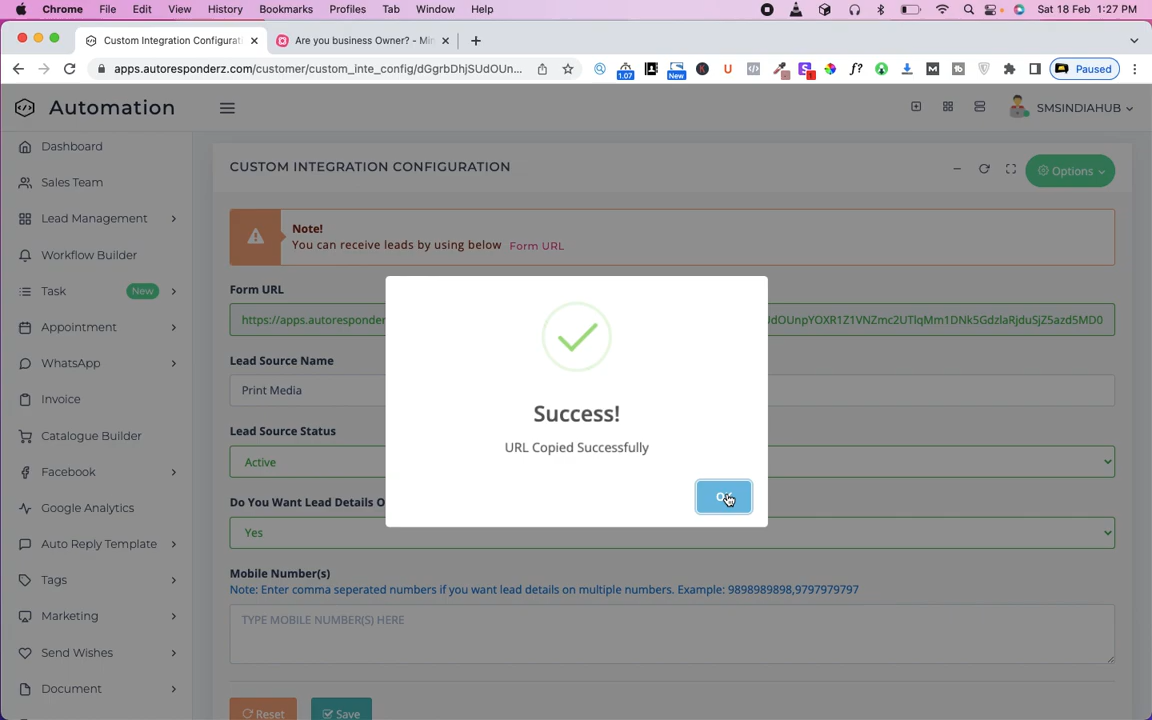 Chrome File Edit View History Bookmarks Profiles Tab Window Help Sat 18 Feb 1:27 PM
Custom Integration Configurati Are you business Owner? - Min
apps.autoresponderz.com/customer/custom_inte_config/dGgrbDhjSUdOUn... 1.07 New Paused
Automation SMSINDIAHUB
Dashboard
Sales Team
Lead Management
Workflow Builder
Task New
Appointment
WhatsApp
Invoice
Catalogue Builder
Facebook
Google Analytics
Auto Reply Template
Tags
Marketing
Send Wishes
Document
CUSTOM INTEGRATION CONFIGURATION Options
Note!
You can receive leads by using below Form URL
Form URL
https://apps.autoresponder
Lead Source Name
Print Media
Lead Source Status
Active
Do You Want Lead Details O
Yes
Mobile Number(s)
Note: Enter comma seperated numbers if you want lead details on multiple numbers. Example: 9898989898,9797979797
TYPE MOBILE NUMBER(S) HERE
Reset Save
Success!
URL Copied Successfully